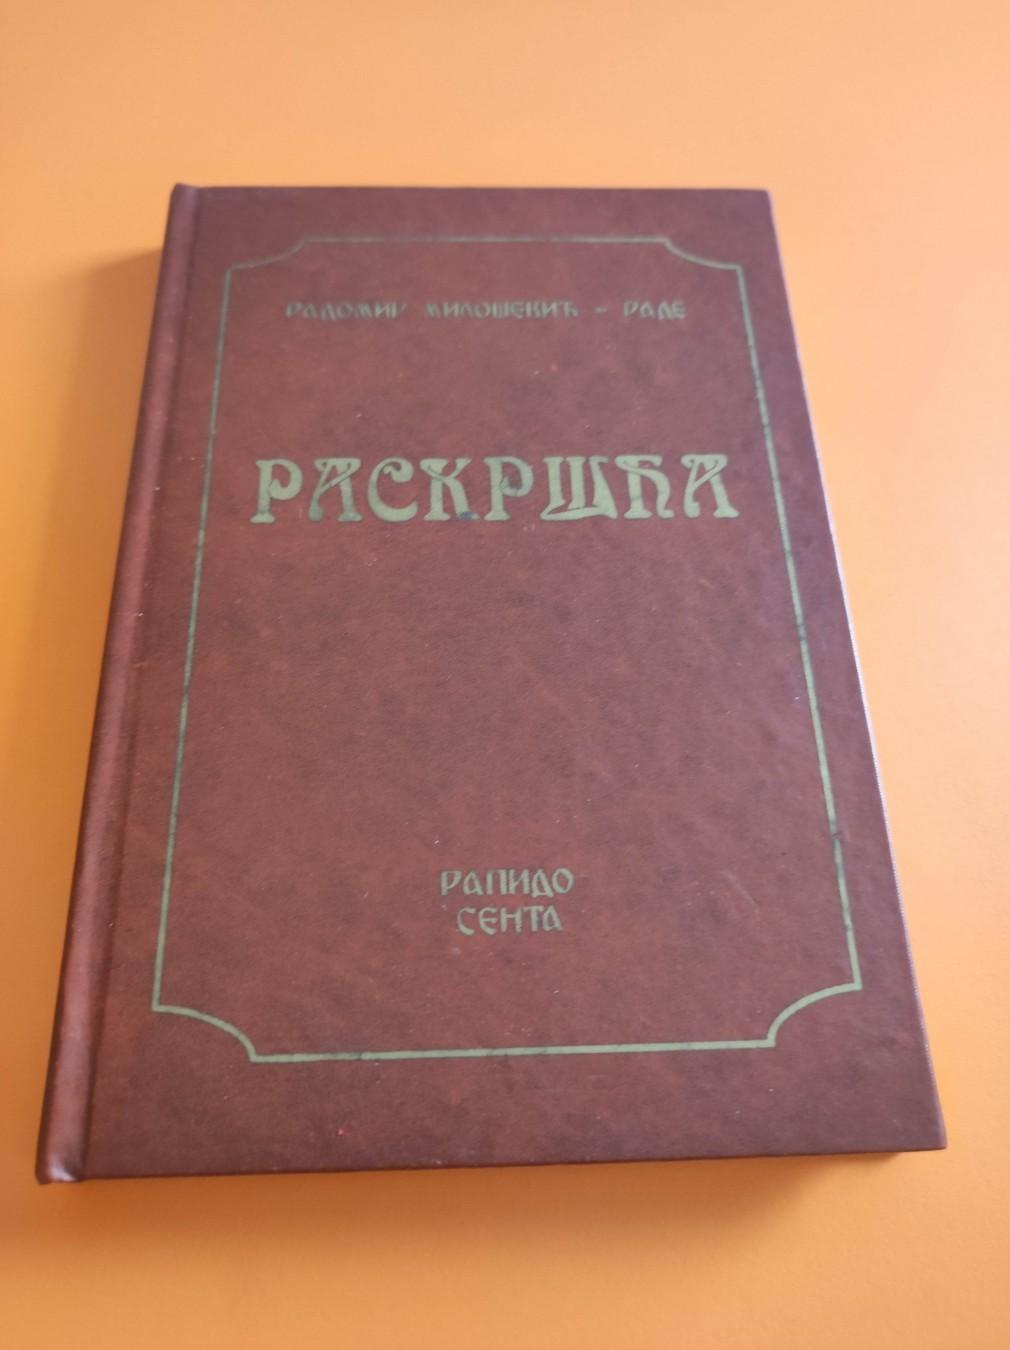 РАДОМИР МИЛОШЕВИЋ - РАДЕ
РАСКРШЋА
РАПИДО
СЕНТА